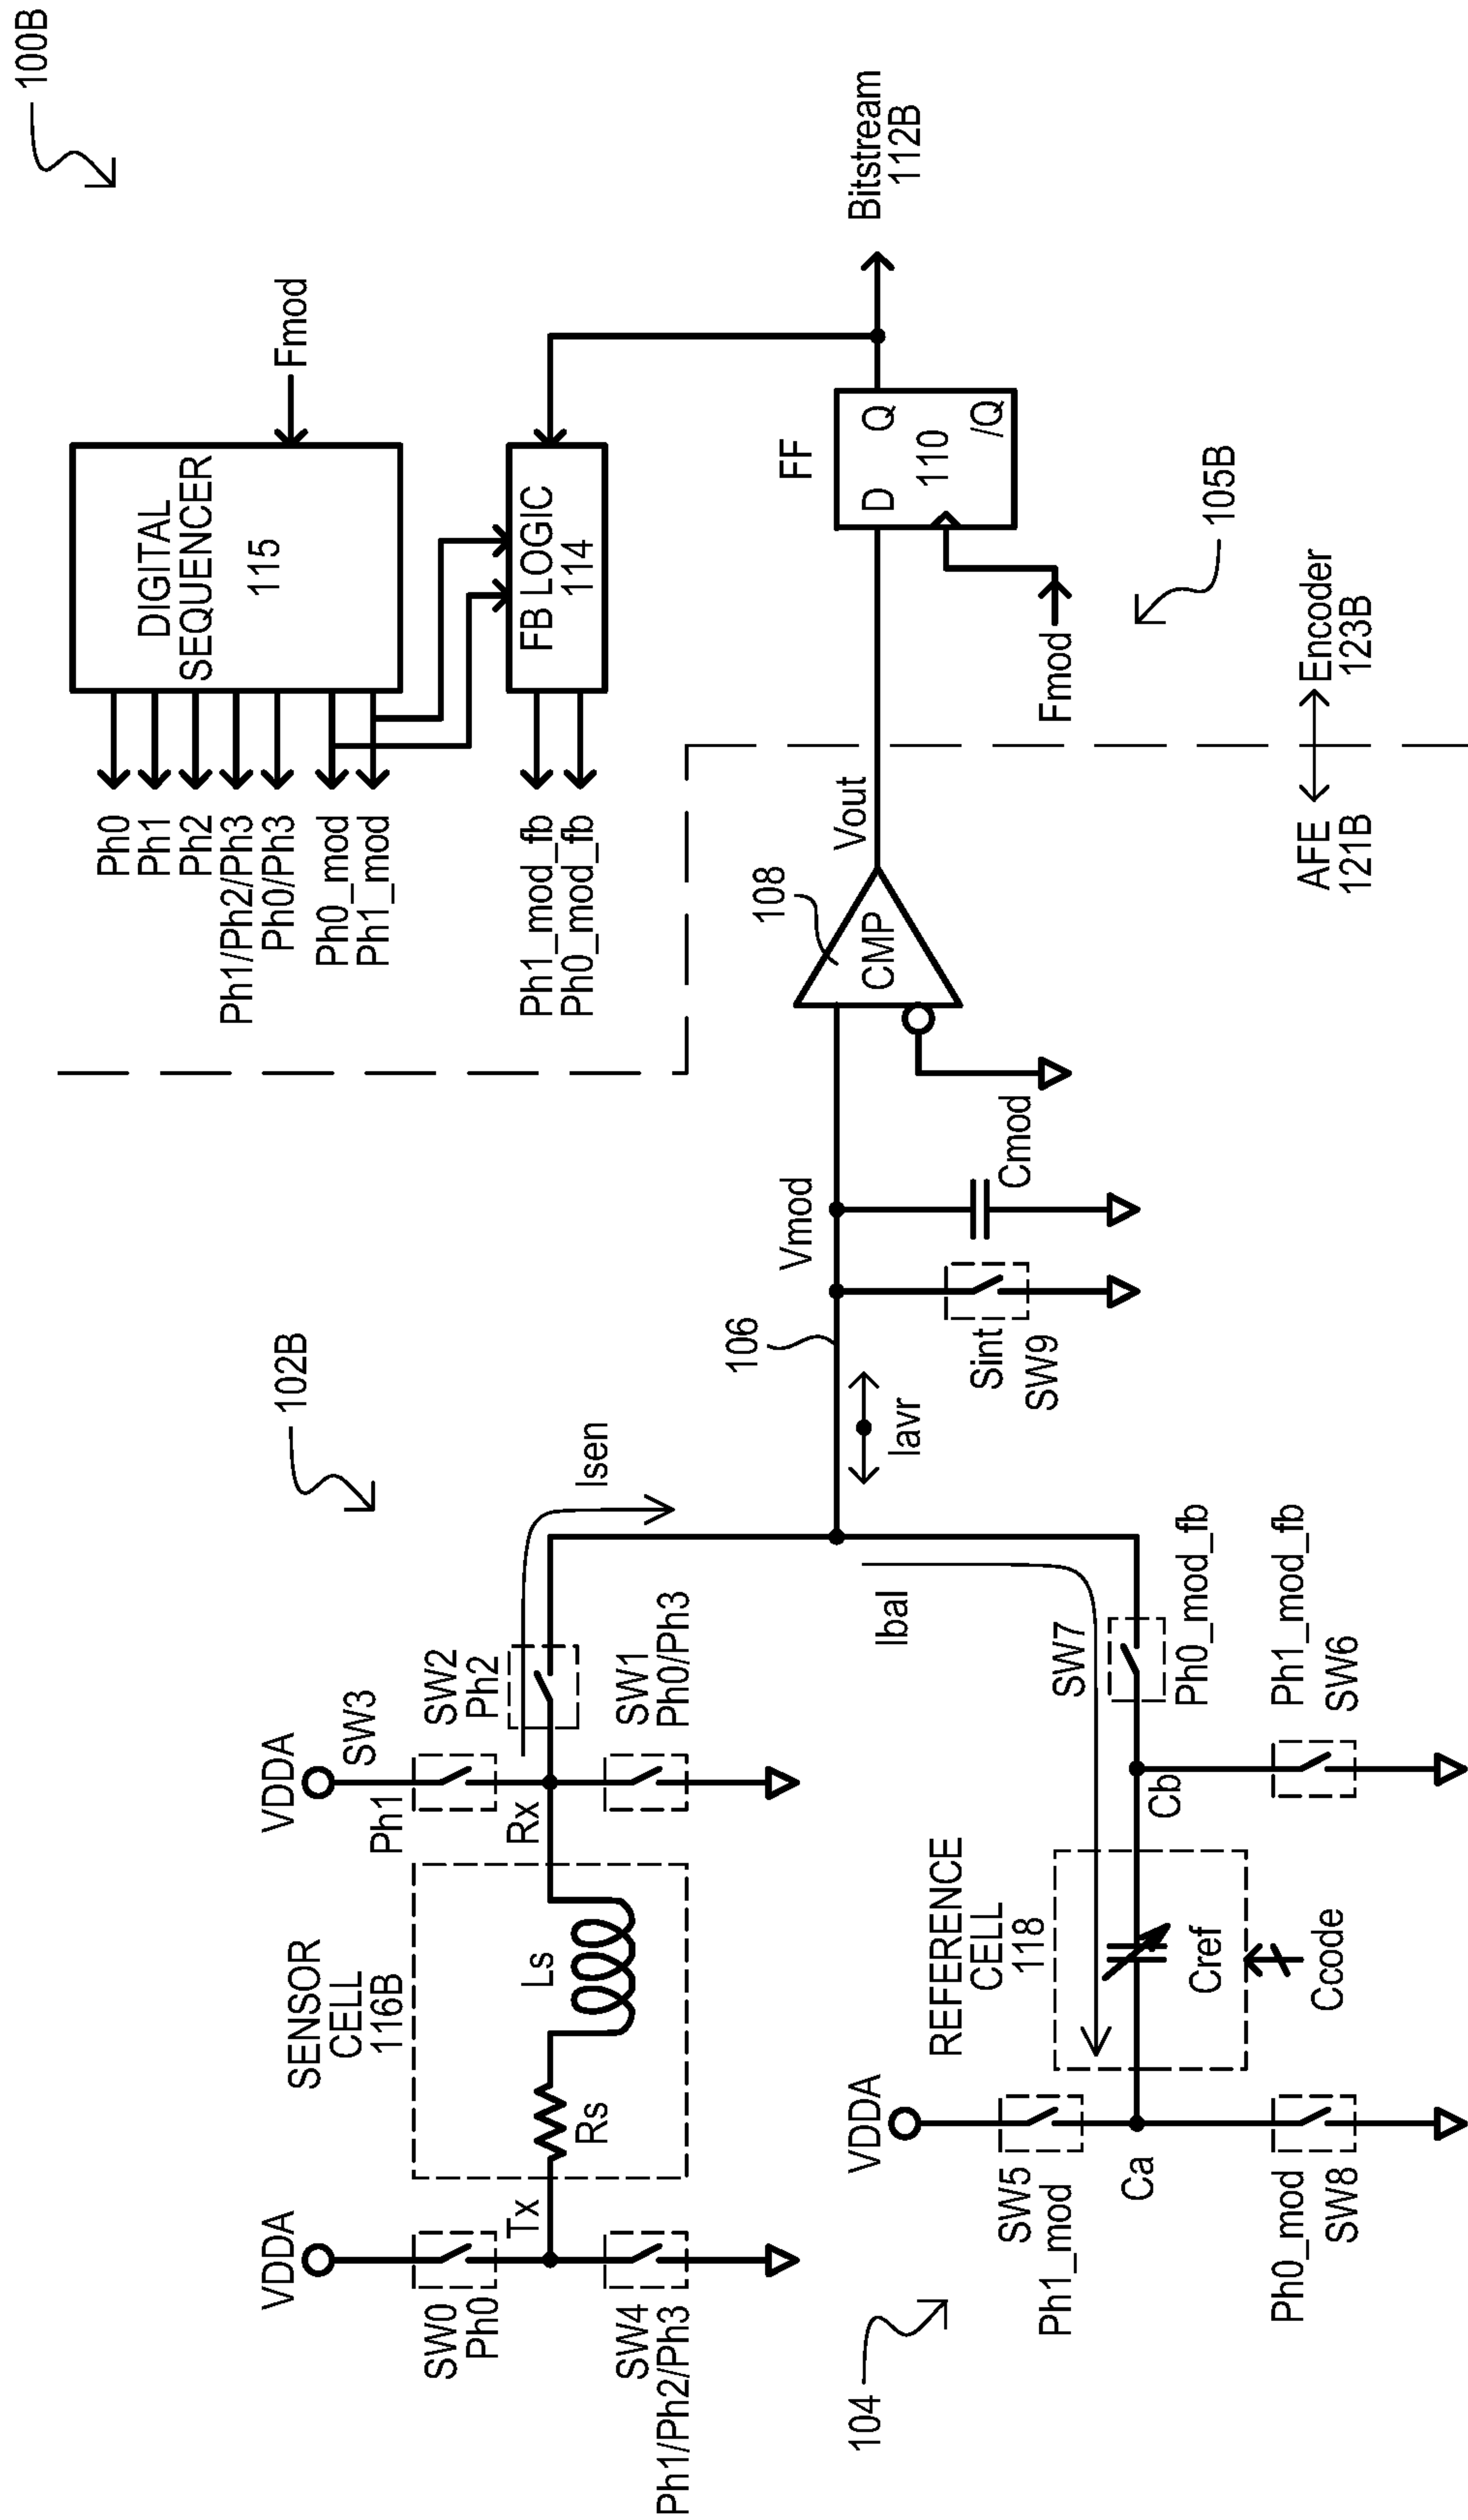 100B
DIGITAL
SEQUENCER
115
Fmod
Ph0
Ph1
Ph2
Ph1/Ph2/Ph3
Ph0/Ph3
Ph0_mod
Ph1_mod
FB LOGIC
114
Ph1_mod_fb
Ph0_mod_fb
102B
VDDA
SW0
Ph0
SW4
Ph1/Ph2/Ph3
Tx
SENSOR
CELL
116B
Rs
Ls
Rx
VDDA
SW3
Ph1
SW2
Ph2
SW1
Ph0/Ph3
Isen
106
Vmod
108
CMP
Vout
FF
D
Q
110
/Q
Bitstream
112B
Fmod
105B
Iavr
Sint
SW9
Cmod
104
VDDA
SW5
Ph1_mod
Ca
Ph0_mod
SW8
REFERENCE
CELL
118
Cref
Ccode
Ibal
Cb
SW7
Ph0_mod_fb
Ph1_mod_fb
SW6
AFE
121B
Encoder
123B